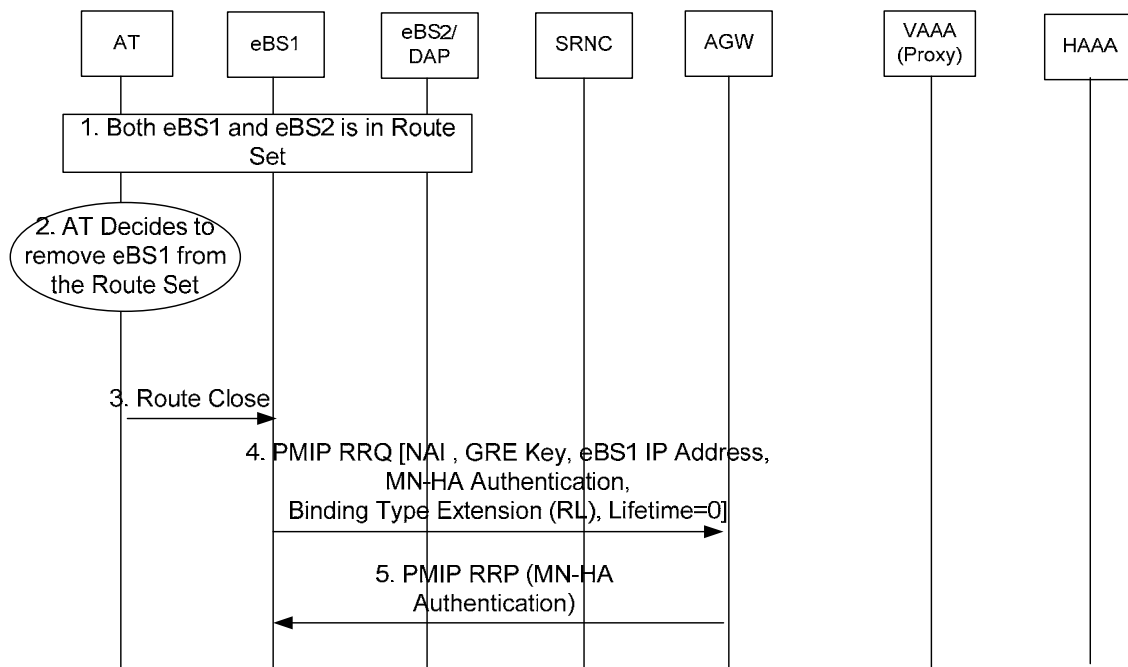 AT
eBS1
eBS2/
DAP
SRNC
AGW
VAAA
(Proxy)
HAAA
1. Both eBS1 and eBS2 is in Route
Set
2. AT Decides to
remove eBS1 from
the Route Set
3. Route Close
4. PMIP RRQ [NAI , GRE Key, eBS1 IP Address,
MN-HA Authentication,
Binding Type Extension (RL), Lifetime=0]
5. PMIP RRP (MN-HA
Authentication)